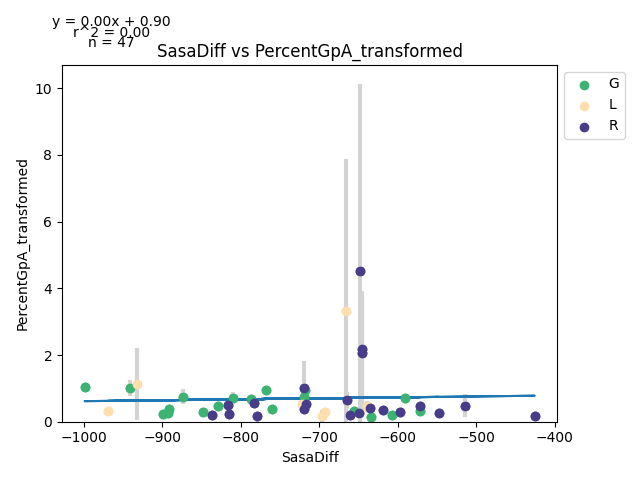 y = 0.00x + 0.90
r^2 = 0.00
n = 47
SasaDiff vs PercentGpA_transformed
G
L
R
PercentGpA_transformed
10
8
6
4
2
0
−1000 −900 −800 −700 −600 −500 −400
SasaDiff